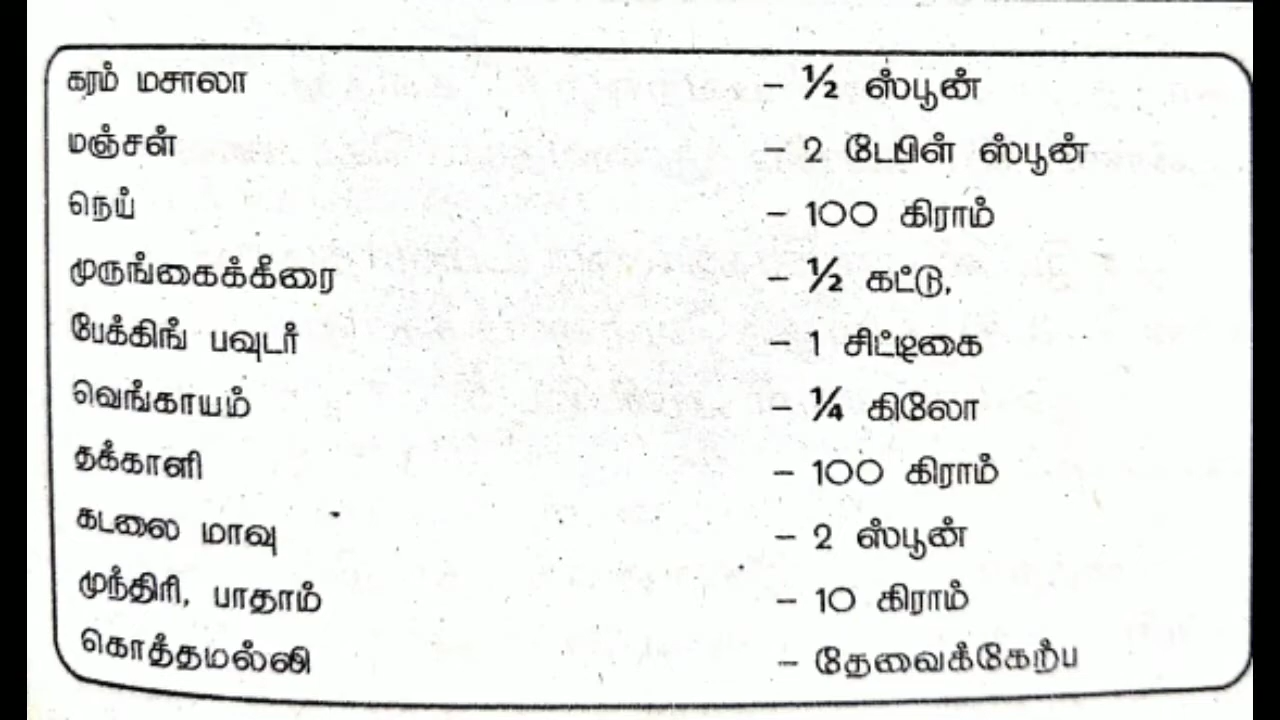 கரம் மசாலா - ½ ஸ்பூன்
மஞ்சள் - 2 டேபிள் ஸ்பூன்
நெய் - 100 கிராம்
முருங்கைக்கீரை - ½ கட்டு,
பேக்கிங் பவுடர் - 1 சிட்டிகை
வெங்காயம் - ¼ கிலோ
தக்காளி - 100 கிராம்
கடலை மாவு - 2 ஸ்பூன்
முந்திரி, பாதாம் - 10 கிராம்
கொத்தமல்லி - தேவைக்கேற்ப